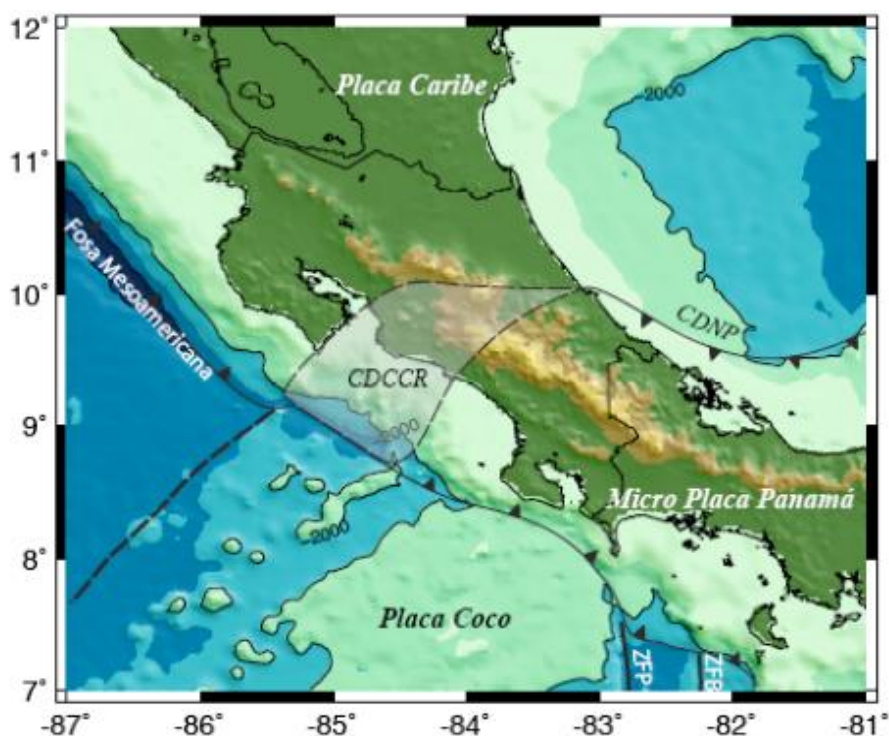 12°
11°
10°
9°
8°
7°
-87°
-86°
-85°
-84°
-83°
-82°
-81°
Placa Caribe
-2000
Fosa Mesoamericana
CDNP
CDCCR
-2000
-2000
Micro Placa Panamá
Placa Coco
ZFP
ZFB